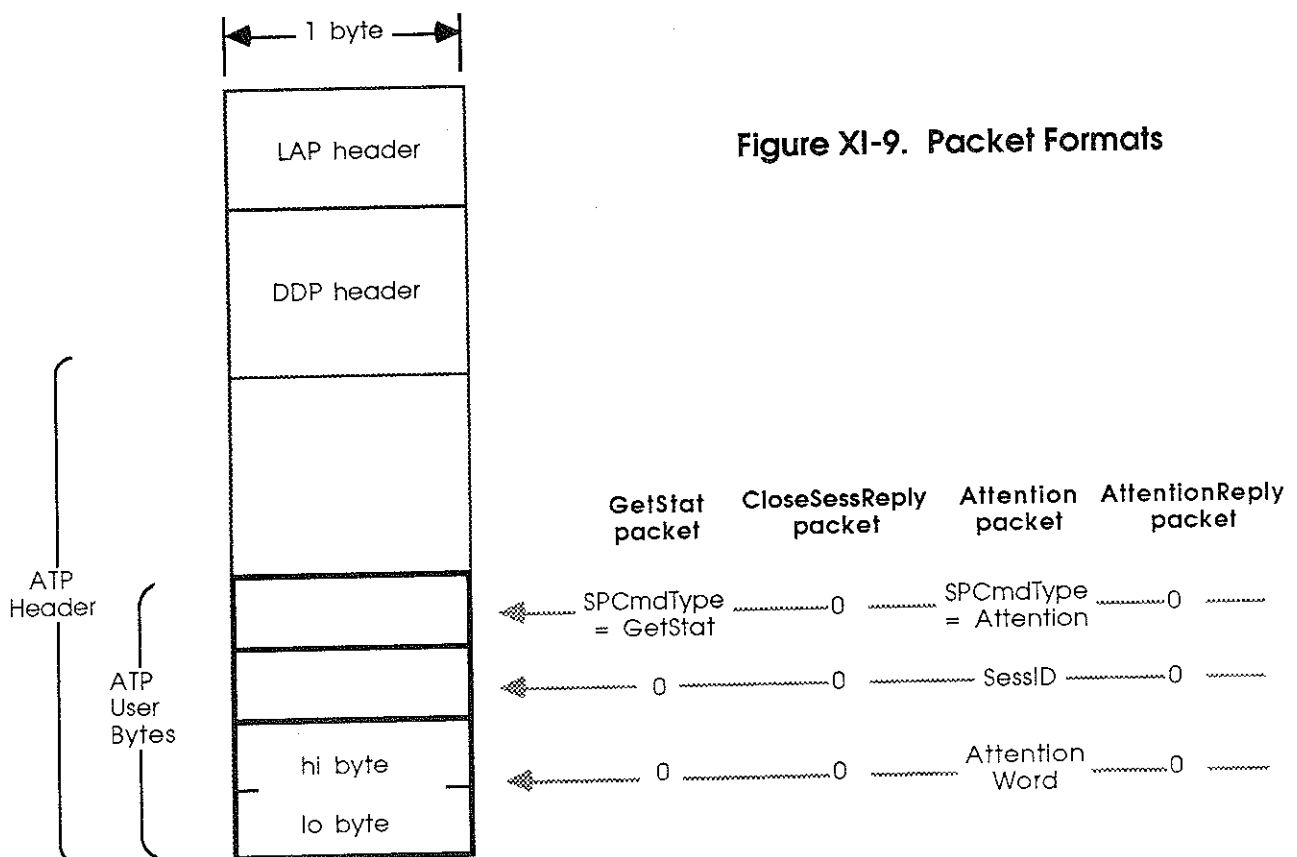 1 byte
LAP header
Figure XI-9. Packet Formats
DDP header
GetStat packet
CloseSessReply packet
Attention packet
AttentionReply packet
ATP Header
ATP User Bytes
SPCmdType = GetStat
0
SPCmdType = Attention
0
0
0
SessID
0
hi byte
lo byte
0
0
Attention Word
0